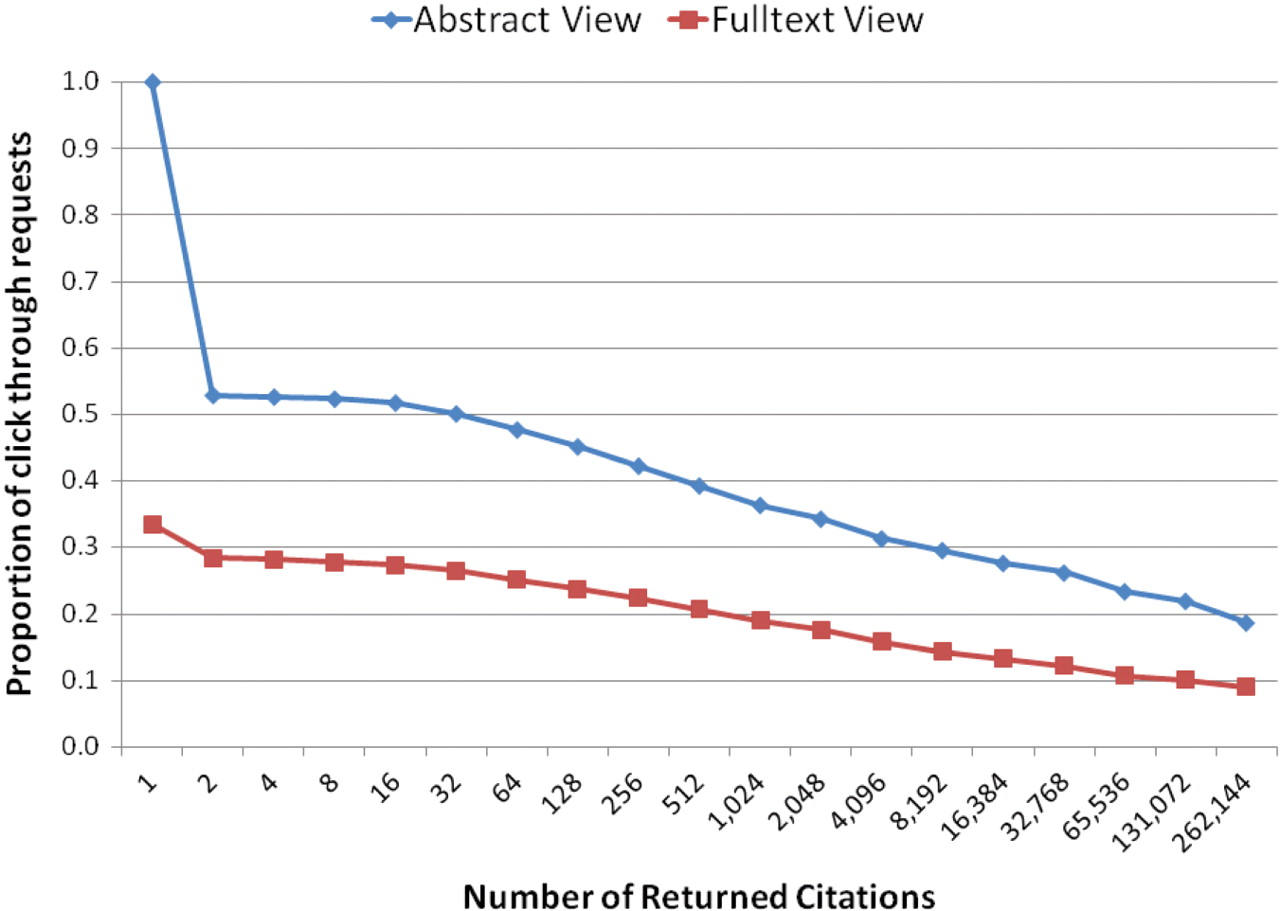 Abstract View Fulltext View
Proportion of click through requests
1.0
0.9
0.8
0.7
0.6
0.5
0.4
0.3
0.2
0.1
0.0
1 2 4 8 16 32 64 128 256 512 1,024 2,048 4,096 8,192 16,384 32,768 65,536 131,072 262,144
Number of Returned Citations